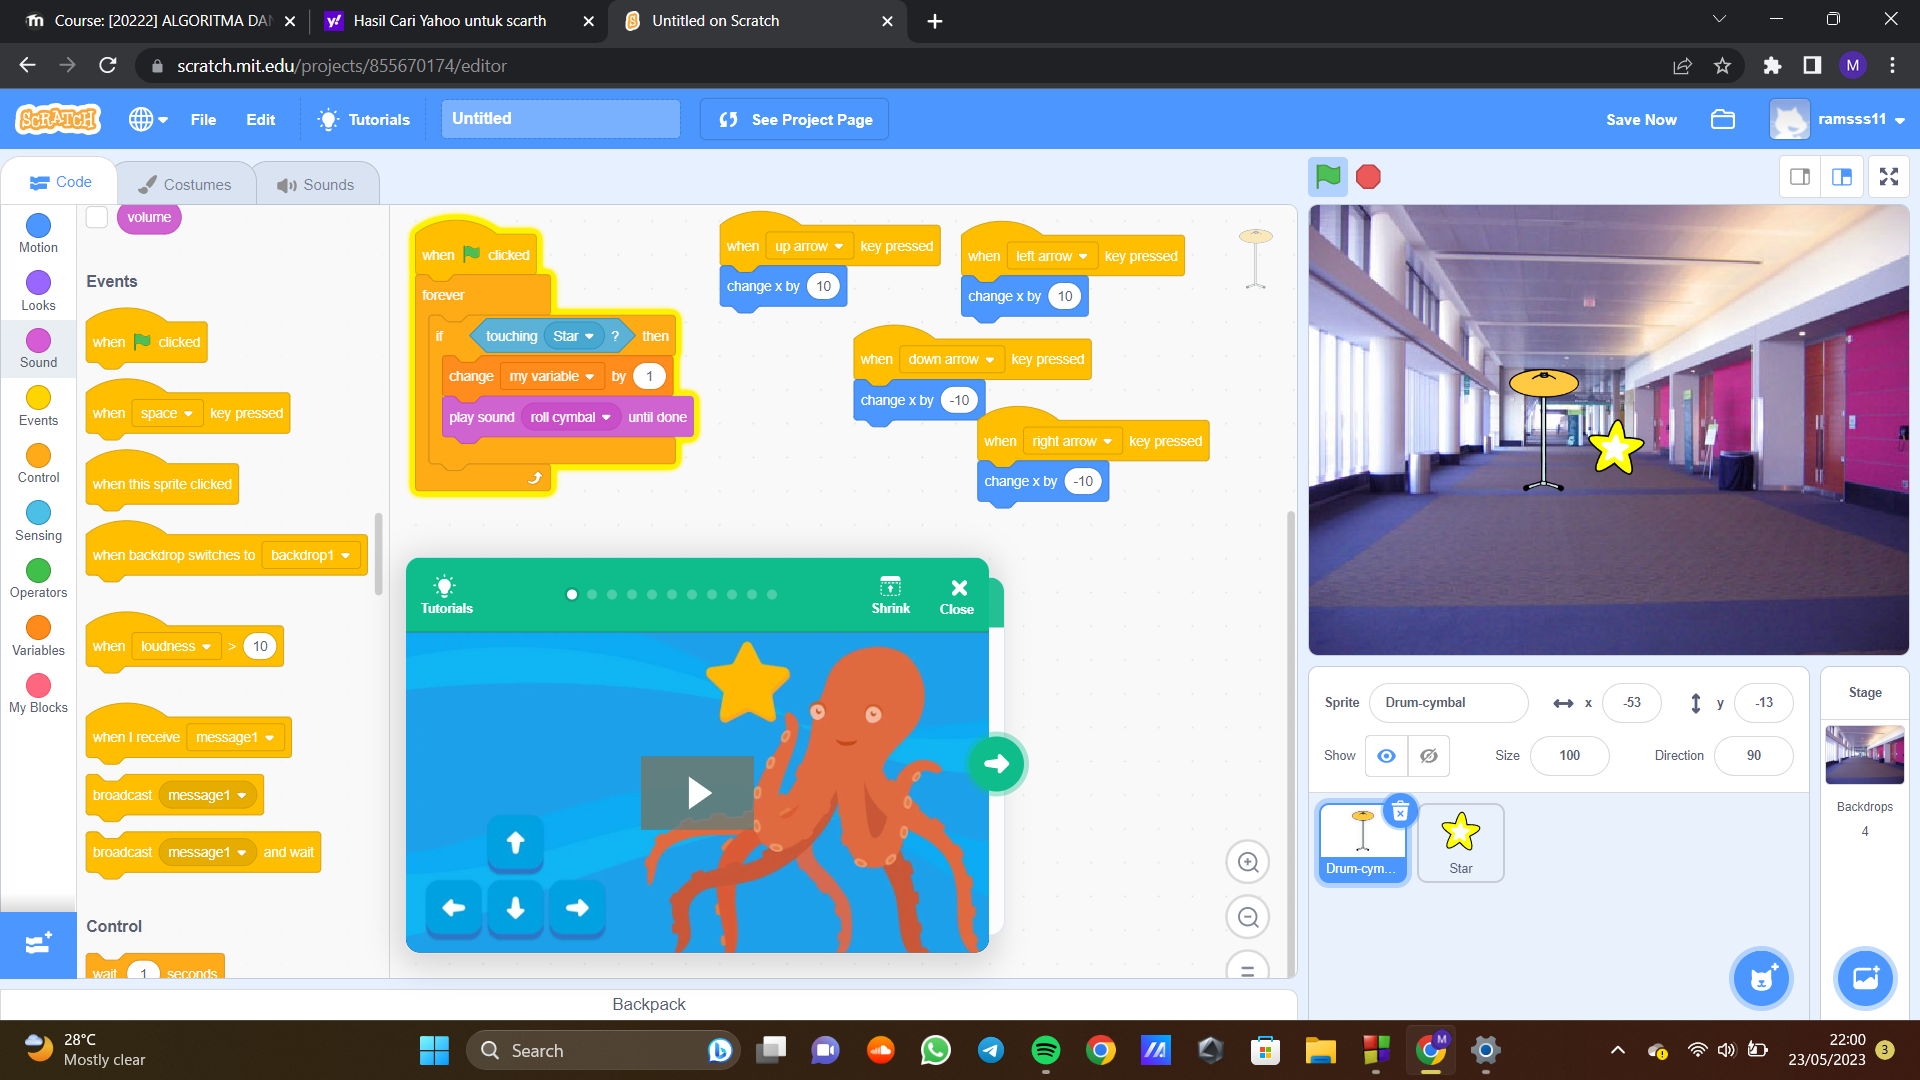 Course: [20222] ALGORITMA DAN
Hasil Cari Yahoo untuk scarth
Untitled on Scratch
scratch.mit.edu/projects/855670174/editor
M
SCRATCH
File
Edit
Tutorials
Untitled
See Project Page
Save Now
ramsss11
Code
Costumes
Sounds
Motion
Looks
Sound
Events
Control
Sensing
Operators
Variables
My Blocks
volume
Events
when clicked
when space key pressed
when this sprite clicked
when backdrop switches to backdrop1
when loudness > 10
when I receive message1
broadcast message1
broadcast message1 and wait
Control
wait 1 seconds
when clicked
forever
if touching Star ? then
change my variable by 1
play sound roll cymbal until done
when up arrow key pressed
change x by 10
when left arrow key pressed
change x by 10
when down arrow key pressed
change x by -10
when right arrow key pressed
change x by -10
Tutorials
Shrink
Close
Backpack
Sprite Drum-cymbal x -53 y -13
Show Size 100 Direction 90
Drum-cym...
Star
Stage
Backdrops
4
28°C
Mostly clear
Search
M
22:00
23/05/2023
3